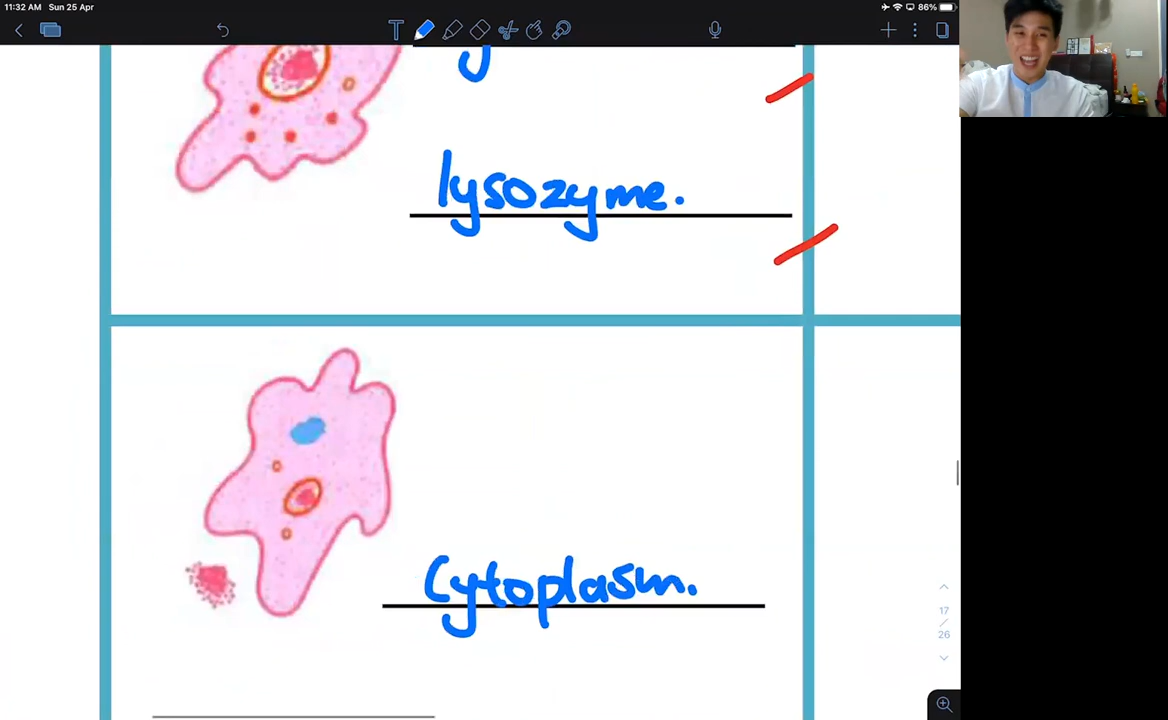 11:32 AM Sun 25 Apr
86%
T
lysozyme.
Cytoplasm.
17
/
26